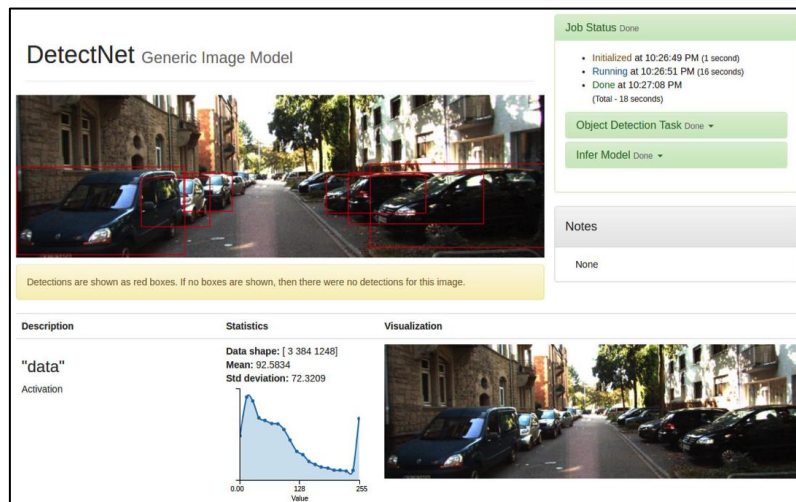 DetectNet Generic Image Model
Detections are shown as red boxes. If no boxes are shown, then there were no detections for this image.
Job Status Done
Initialized at 10:26:49 PM (1 second)
Running at 10:26:51 PM (16 seconds)
Done at 10:27:08 PM
(Total - 18 seconds)
Object Detection Task Done
Infer Model Done
Notes
None
Description Statistics Visualization
"data"
Activation
Data shape: [ 3 384 1248]
Mean: 92.5834
Std deviation: 72.3209
0.00 128 255
Value